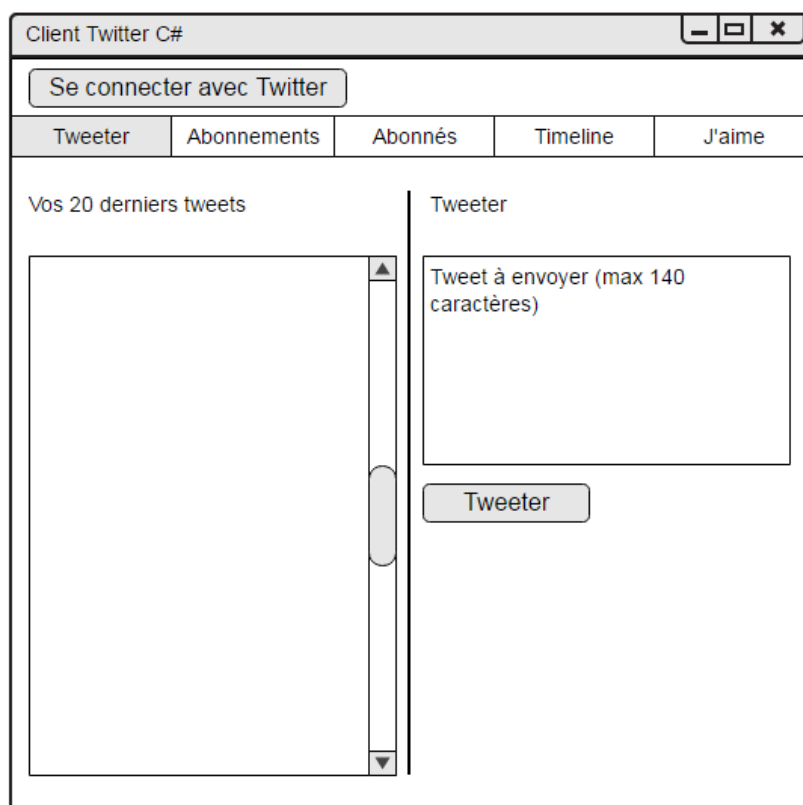 Client Twitter C#
Se connecter avec Twitter
Tweeter
Abonnements
Abonnés
Timeline
J'aime
Vos 20 derniers tweets
Tweeter
Tweet à envoyer (max 140
caractères)
Tweeter